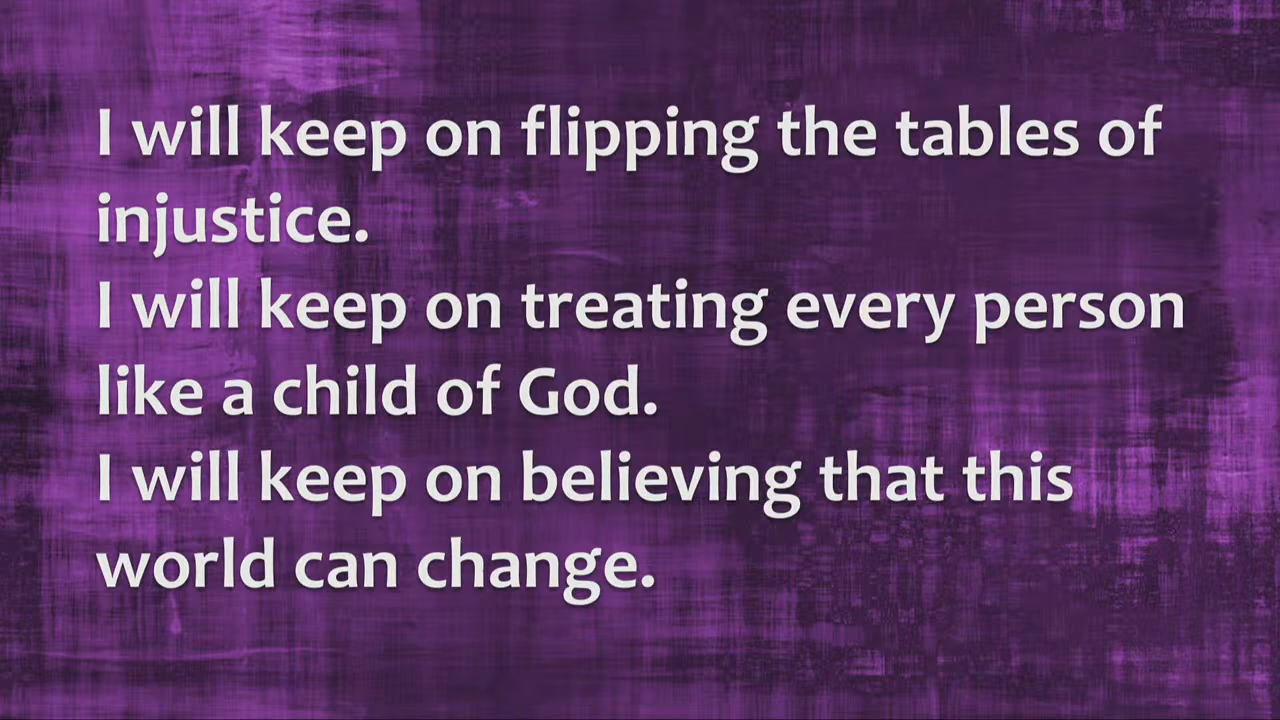 I will keep on flipping the tables of
injustice.
I will keep on treating every person
like a child of God.
I will keep on believing that this
world can change.